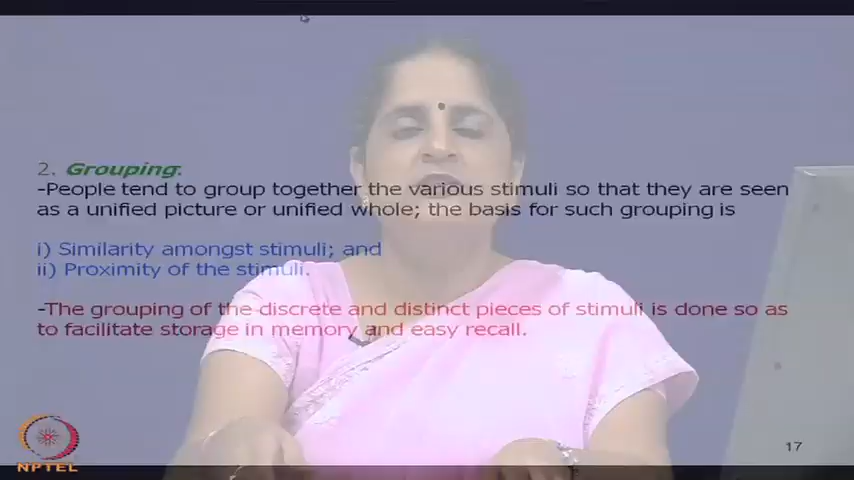 2. Grouping:
-People tend to group together the various stimuli so that they are seen
as a unified picture or unified whole; the basis for such grouping is
i) Similarity amongst stimuli; and
ii) Proximity of the stimuli.
-The grouping of the discrete and distinct pieces of stimuli is done so as
to facilitate storage in memory and easy recall.
17
NPTEL